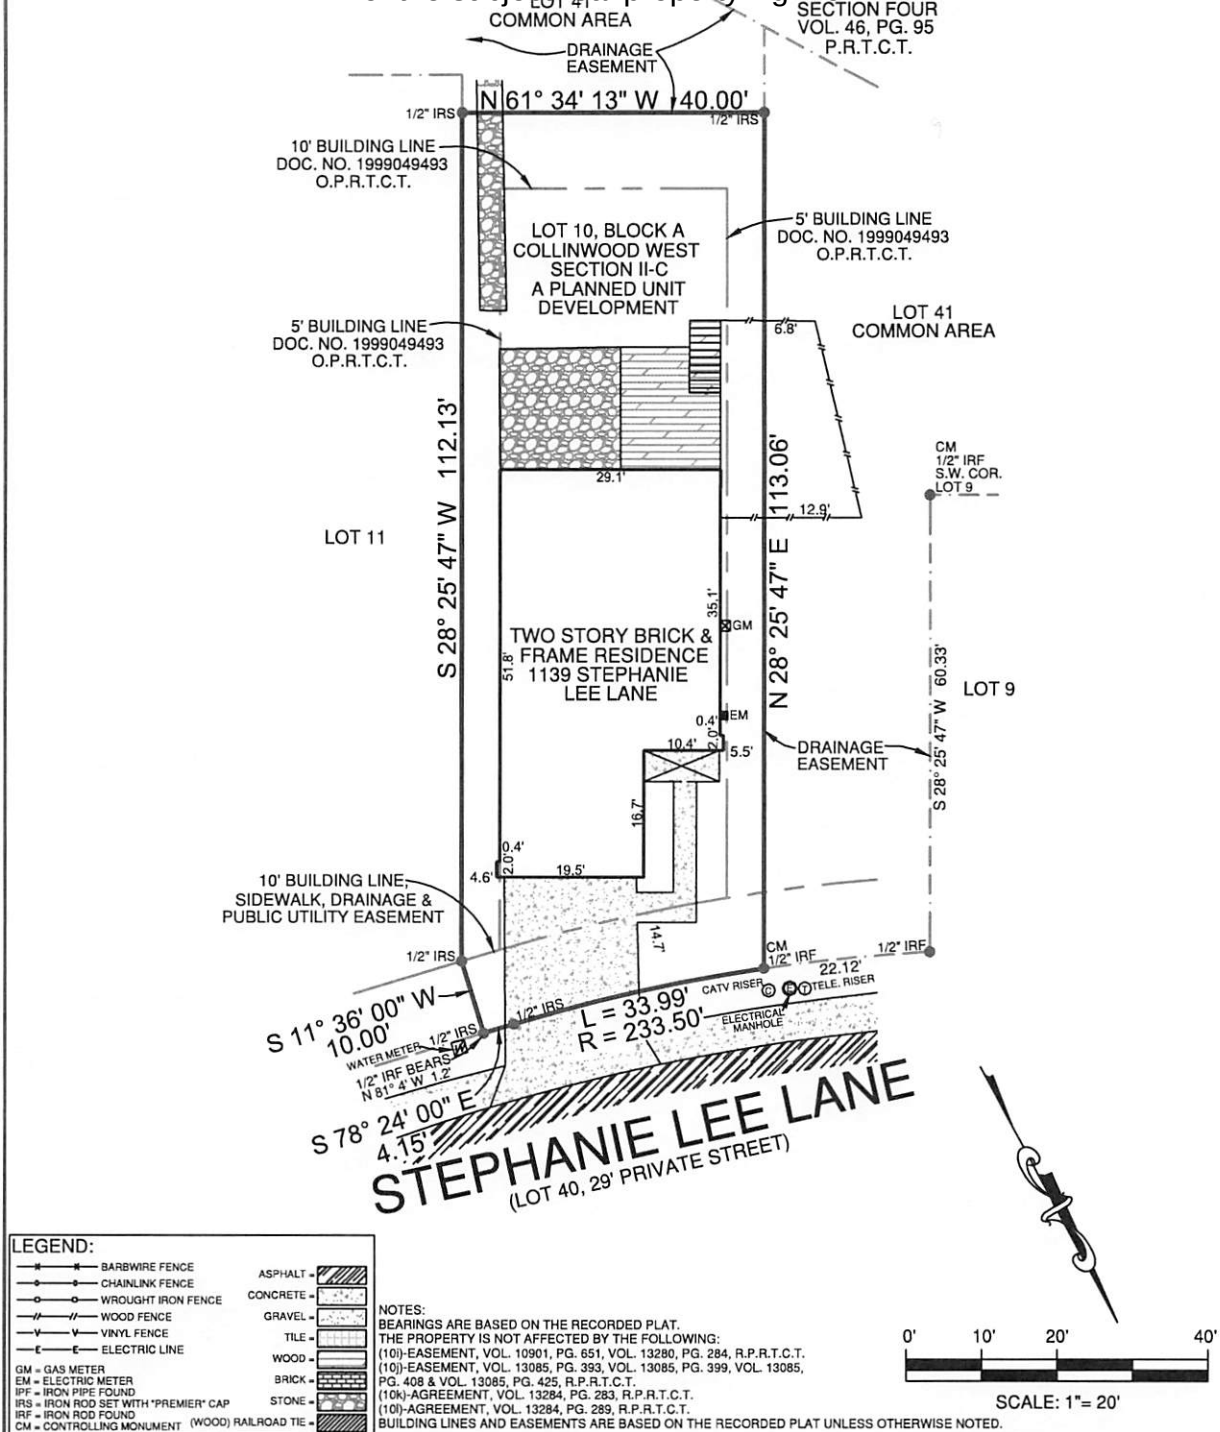 LOT 41
COMMON AREA
SECTION FOUR
VOL. 46, PG. 95
P.R.T.C.T.
DRAINAGE
EASEMENT
N 61° 34' 13" W 40.00'
1/2" IRS
1/2" IRS
10' BUILDING LINE
DOC. NO. 1999049493
O.P.R.T.C.T.
LOT 10, BLOCK A
COLLINWOOD WEST
SECTION II-C
A PLANNED UNIT
DEVELOPMENT
5' BUILDING LINE
DOC. NO. 1999049493
O.P.R.T.C.T.
5' BUILDING LINE
DOC. NO. 1999049493
O.P.R.T.C.T.
LOT 41
COMMON AREA
6.8'
S 28° 25' 47" W 112.13'
N 28° 25' 47" E 113.06'
CM
1/2" IRF
S.W. COR.
LOT 9
29.1'
12.9'
LOT 11
35.1'
GM
TWO STORY BRICK &
FRAME RESIDENCE
1139 STEPHANIE
LEE LANE
51.8'
S 28° 25' 47" W 60.33'
LOT 9
0.4'
EM
2.0'
10.4'
5.5'
DRAINAGE
EASEMENT
16.7'
0.4'
2.0'
4.6'
19.5'
10' BUILDING LINE,
SIDEWALK, DRAINAGE &
PUBLIC UTILITY EASEMENT
14.7'
1/2" IRS
CM
1/2" IRF
1/2" IRF
22.12'
CATV RISER
C
E
T
TELE. RISER
ELECTRICAL
MANHOLE
S 11° 36' 00" W
10.00'
1/2" IRS
L = 33.99'
R = 233.50'
1/2" IRS
WATER METER
W
1/2" IRF BEARS
N 81° 4' W 1.2'
S 78° 24' 00" E
4.15'
STEPHANIE LEE LANE
(LOT 40, 29' PRIVATE STREET)
LEGEND:
BARBWIRE FENCE
CHAINLINK FENCE
WROUGHT IRON FENCE
WOOD FENCE
VINYL FENCE
ELECTRIC LINE
GM = GAS METER
EM = ELECTRIC METER
IPF = IRON PIPE FOUND
IRS = IRON ROD SET WITH "PREMIER" CAP
IRF = IRON ROD FOUND
CM = CONTROLLING MONUMENT
ASPHALT =
CONCRETE =
GRAVEL =
TILE =
WOOD =
BRICK =
STONE =
(WOOD) RAILROAD TIE =
NOTES:
BEARINGS ARE BASED ON THE RECORDED PLAT.
THE PROPERTY IS NOT AFFECTED BY THE FOLLOWING:
(10i)-EASEMENT, VOL. 10901, PG. 651, VOL. 13280, PG. 284, R.P.R.T.C.T.
(10j)-EASEMENT, VOL. 13085, PG. 393, VOL. 13085, PG. 399, VOL. 13085,
PG. 408 & VOL. 13085, PG. 425, R.P.R.T.C.T.
(10k)-AGREEMENT, VOL. 13284, PG. 283, R.P.R.T.C.T.
(10l)-AGREEMENT, VOL. 13284, PG. 289, R.P.R.T.C.T.
BUILDING LINES AND EASEMENTS ARE BASED ON THE RECORDED PLAT UNLESS OTHERWISE NOTED.
0' 10' 20' 40'
SCALE: 1"= 20'